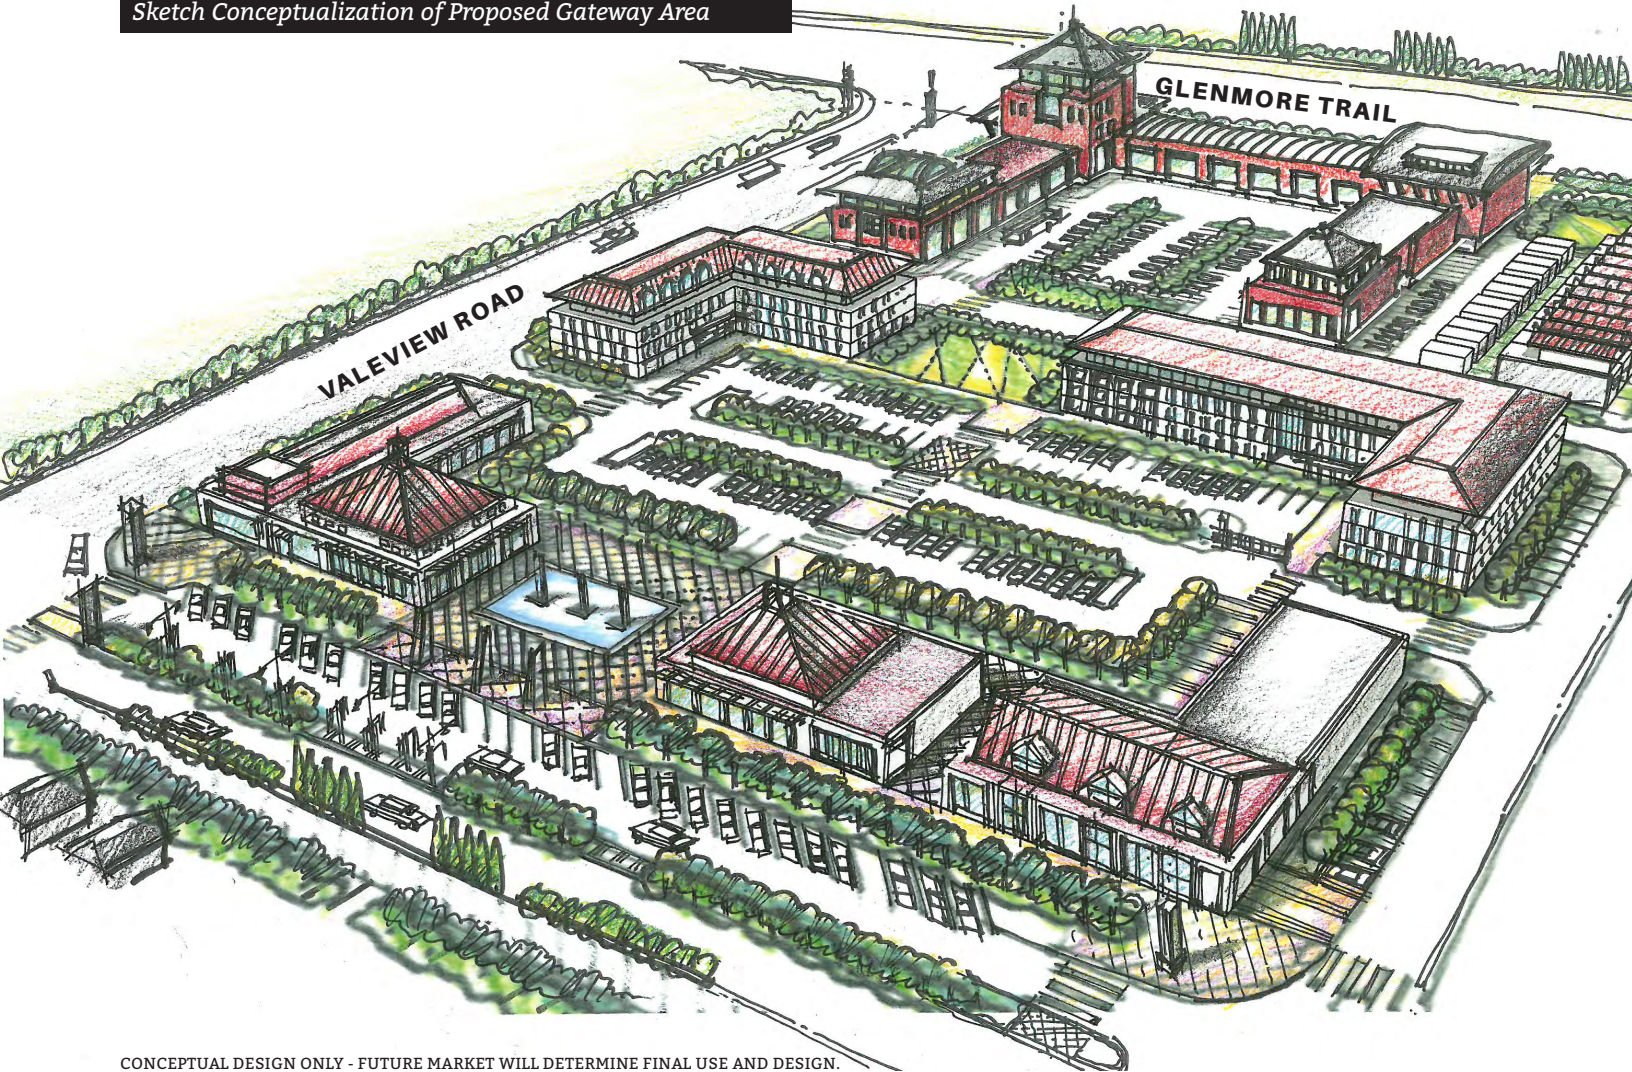 Sketch Conceptualization of Proposed Gateway Area
GLENMORE TRAIL
VALEVIEW ROAD
CONCEPTUAL DESIGN ONLY - FUTURE MARKET WILL DETERMINE FINAL USE AND DESIGN.